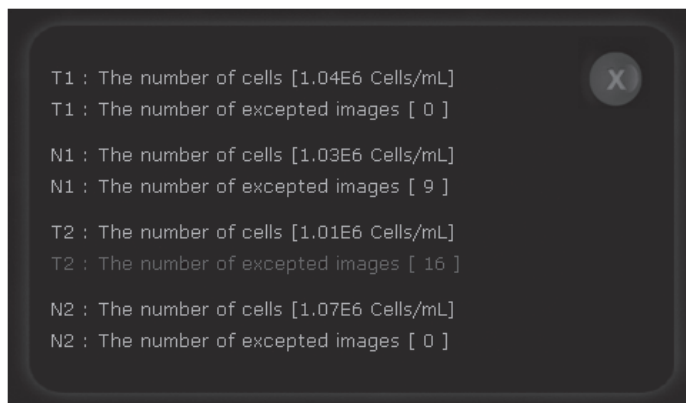 T1 : The number of cells [1.04E6 Cells/mL]
T1 : The number of excepted images [ 0 ]
N1 : The number of cells [1.03E6 Cells/mL]
N1 : The number of excepted images [ 9 ]
T2 : The number of cells [1.01E6 Cells/mL]
T2 : The number of excepted images [ 16 ]
N2 : The number of cells [1.07E6 Cells/mL]
N2 : The number of excepted images [ 0 ]
X